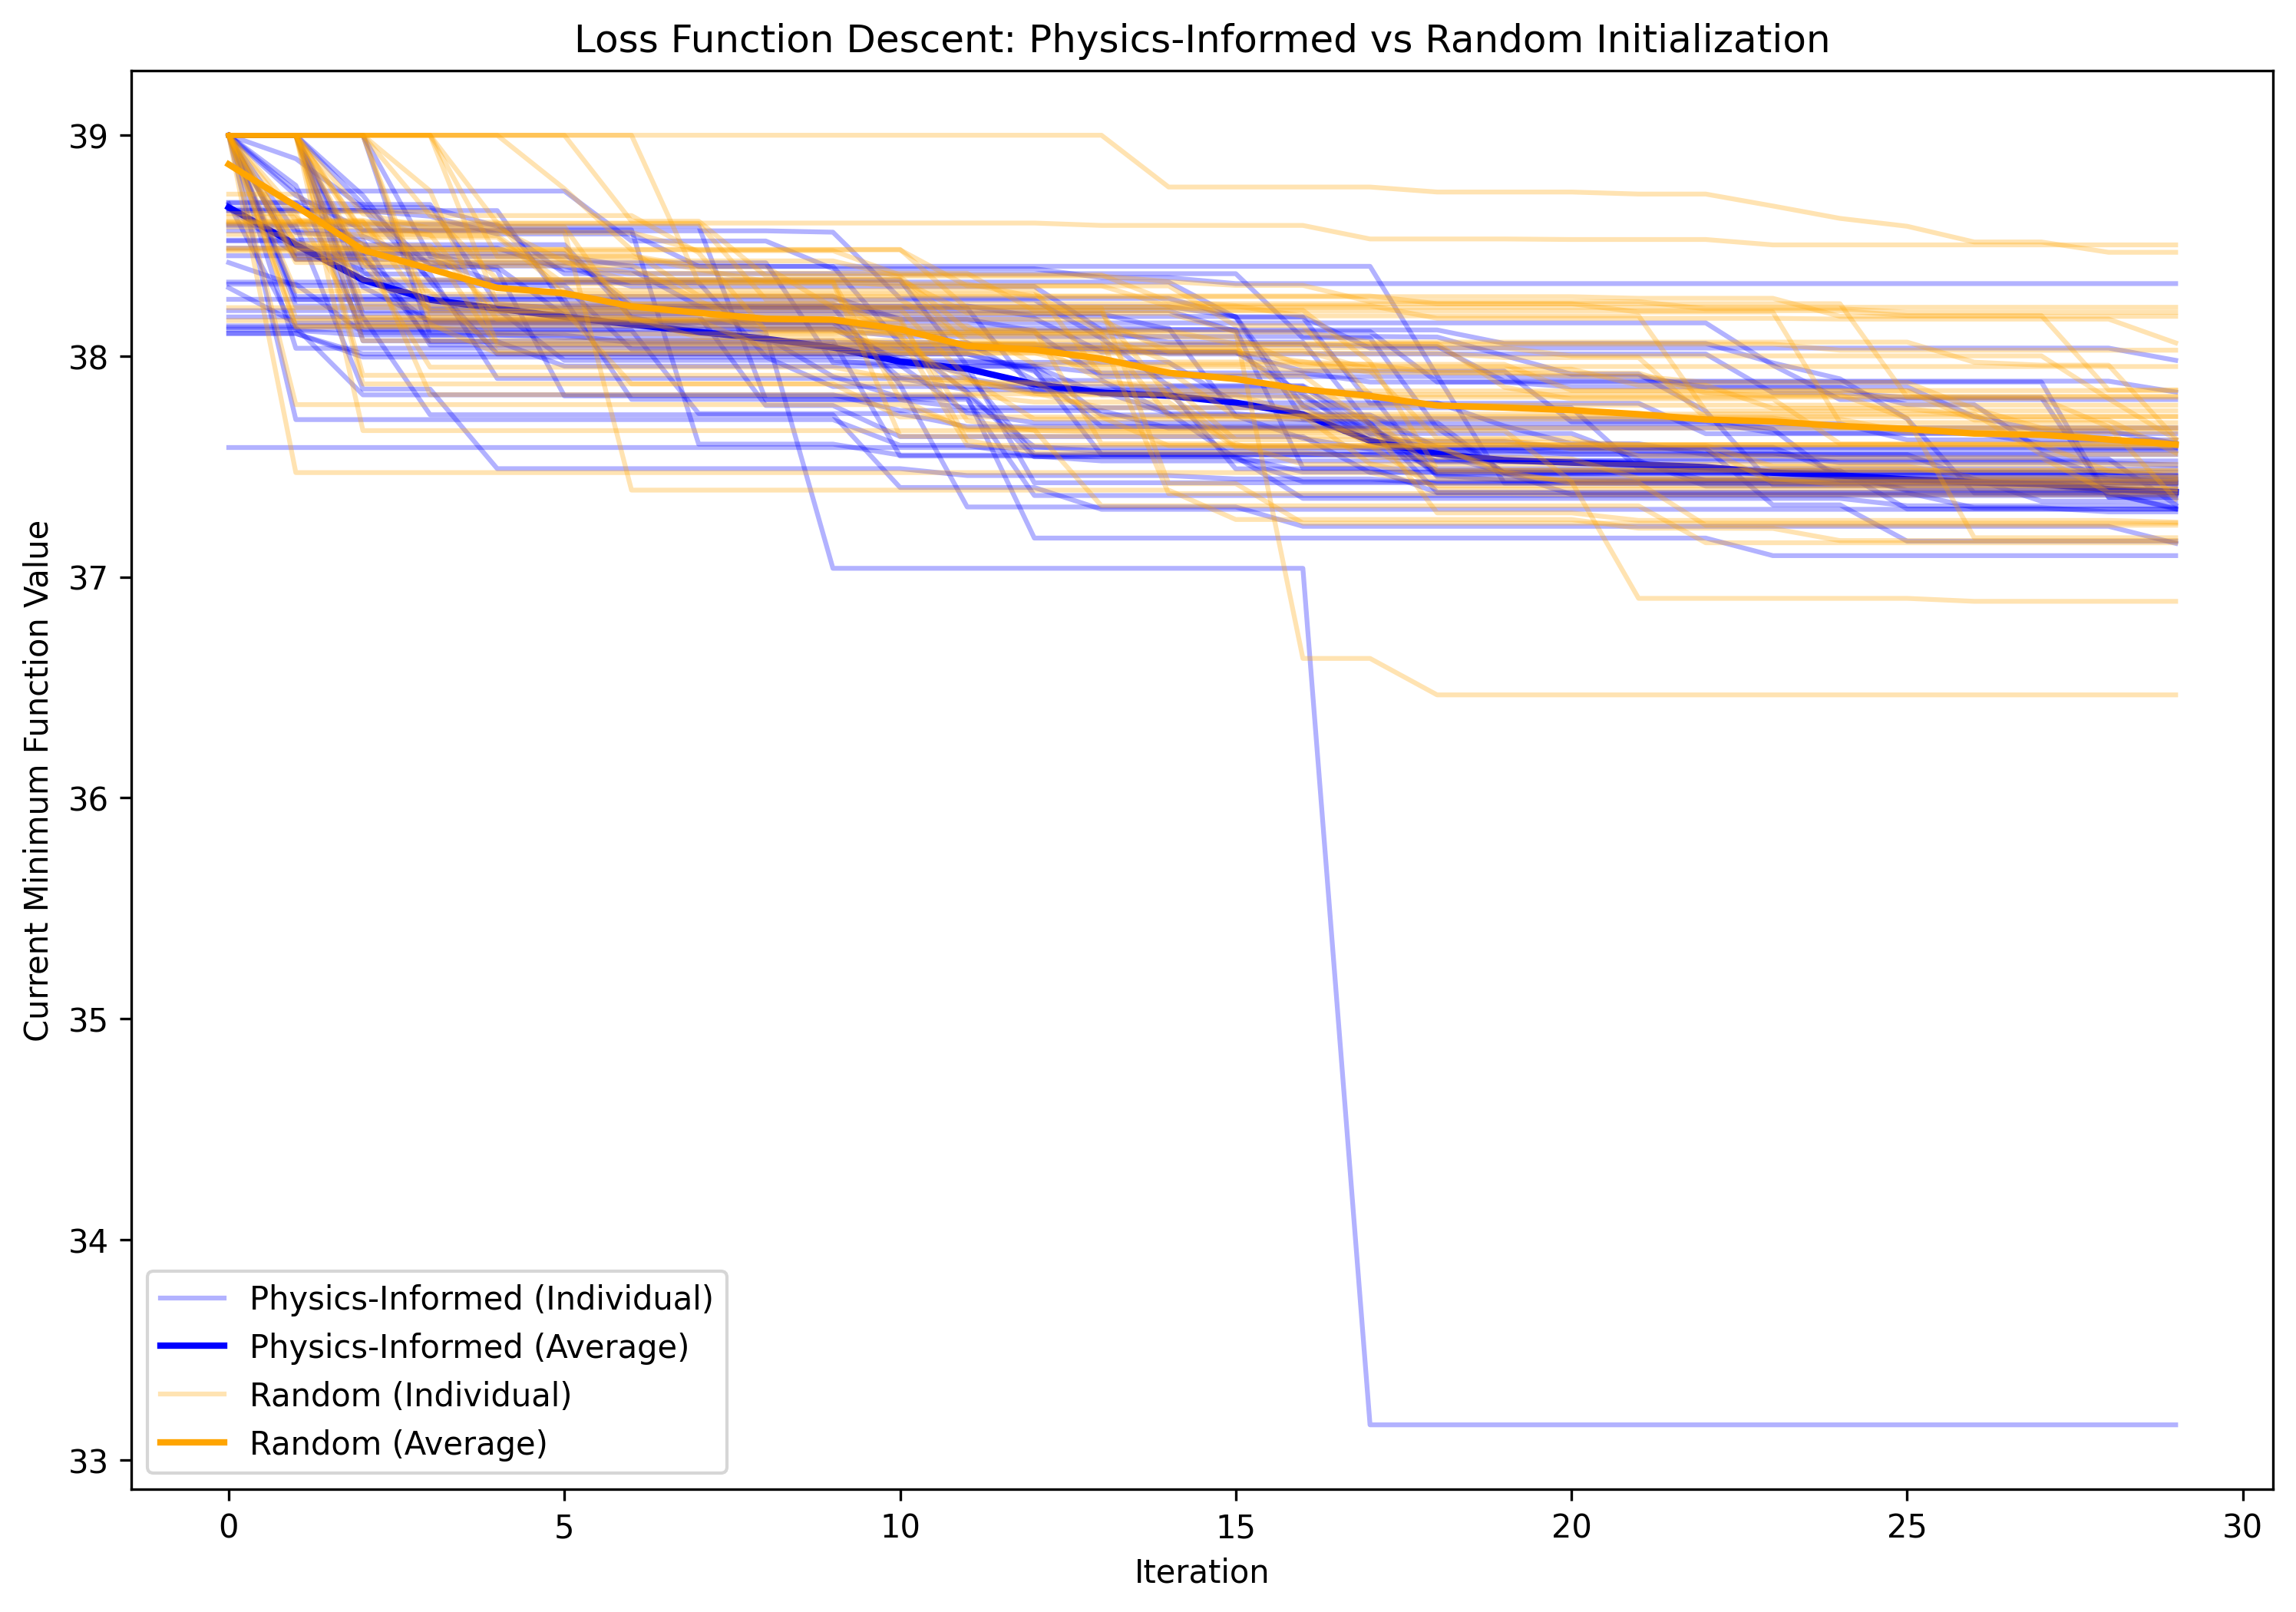 Loss Function Descent: Physics-Informed vs Random Initialization
Current Minimum Function Value
39
38
37
36
35
34
33
Physics-Informed (Individual)
Physics-Informed (Average)
Random (Individual)
Random (Average)
0 5 10 15 20 25 30
Iteration